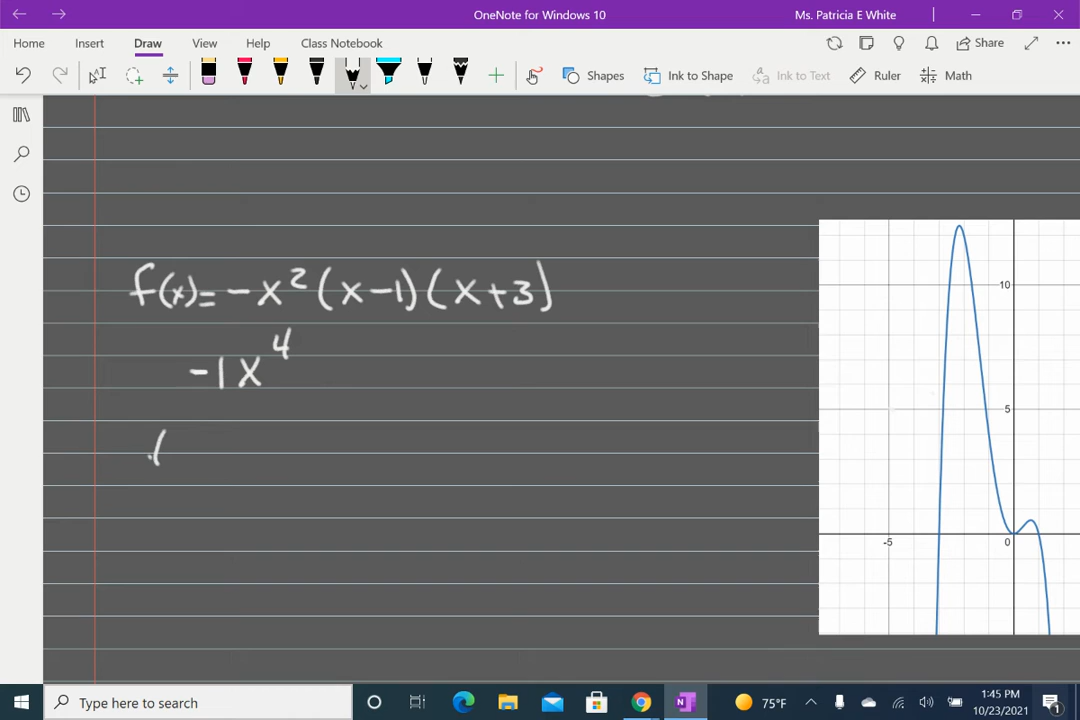 OneNote for Windows 10
Ms. Patricia E White
Home Insert Draw View Help Class Notebook Share
Shapes Ink to Shape Ink to Text Ruler Math
f(x)= -x²(x-1)(x+3)
-1x⁴
(
10
5
-5 0
Type here to search
75°F
1:45 PM
10/23/2021
1